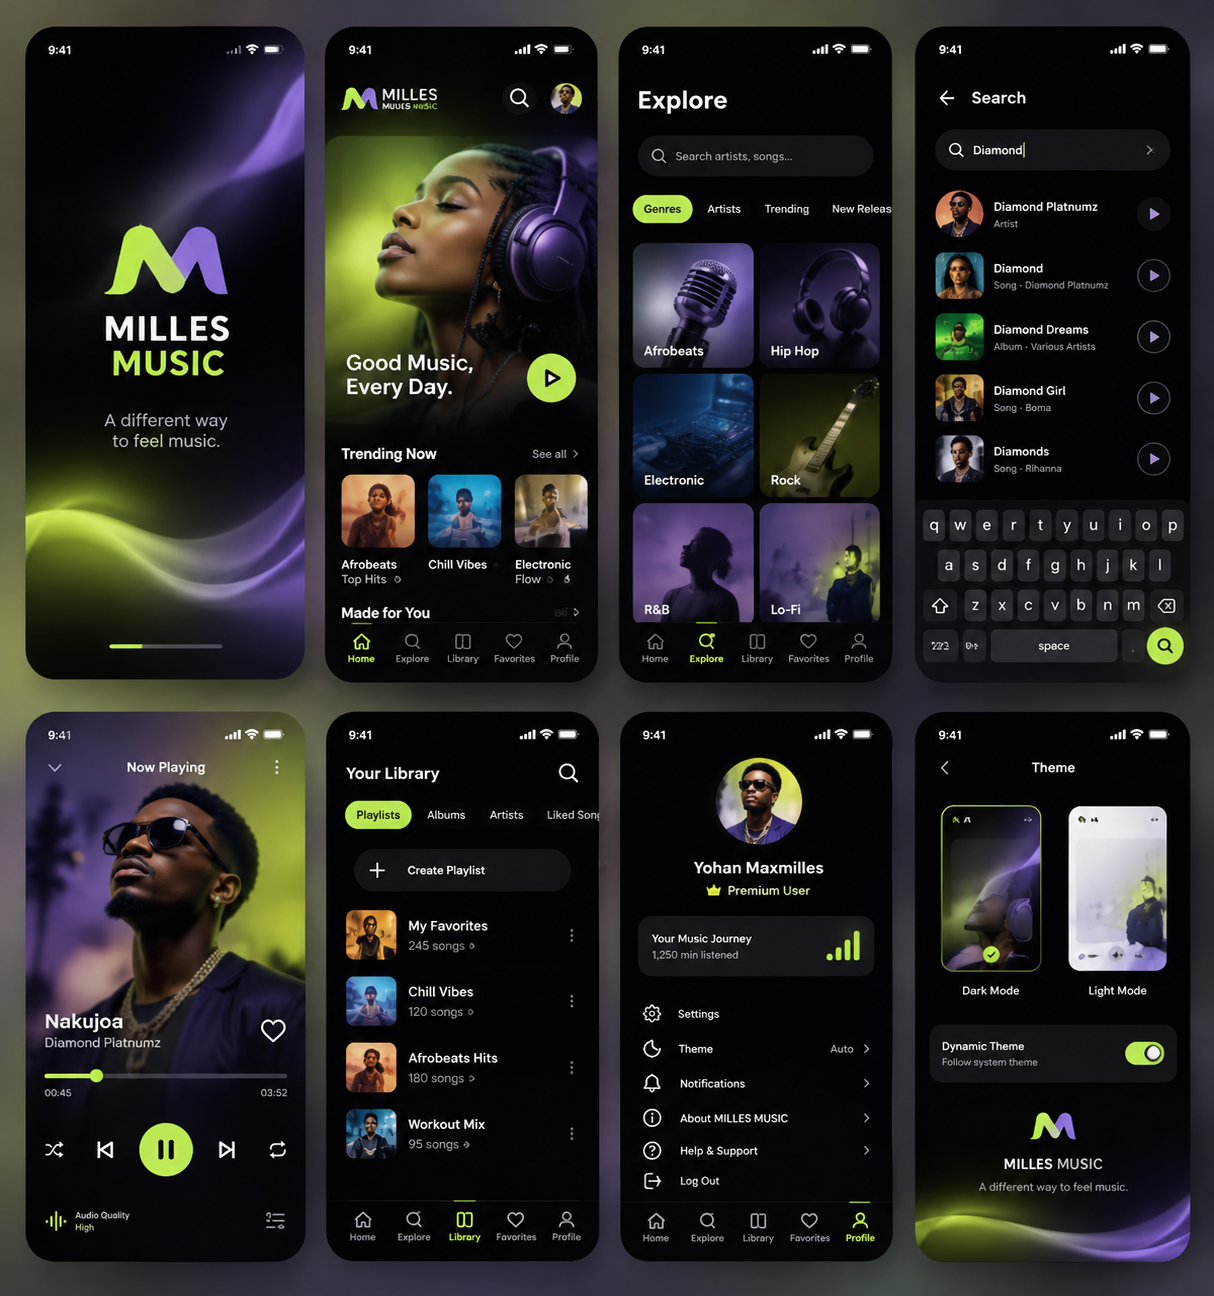 9:41
MILLES
MUSIC
A different way
to feel music.
9:41
MILLES
MUUES MUSIC
Good Music,
Every Day.
Trending Now
See all
Afrobeats
Top Hits
Chill Vibes
Electronic
Flow
Made for You
Home
Explore
Library
Favorites
Profile
9:41
Explore
Search artists, songs...
Genres
Artists
Trending
New Releas
Afrobeats
Hip Hop
Electronic
Rock
R&B
Lo-Fi
Home
Explore
Library
Favorites
Profile
9:41
Search
Diamond
Diamond Platnumz
Artist
Diamond
Song · Diamond Platnumz
Diamond Dreams
Album · Various Artists
Diamond Girl
Song · Boma
Diamonds
Song · Rihanna
q w e r t y u i o p
a s d f g h j k l
z x c v b n m
space
.
9:41
Now Playing
Nakujoa
Diamond Platnumz
00:45
03:52
Audio Quality
High
9:41
Your Library
Playlists
Albums
Artists
Liked Song
Create Playlist
My Favorites
245 songs
Chill Vibes
120 songs
Afrobeats Hits
180 songs
Workout Mix
95 songs
Home
Explore
Library
Favorites
Profile
9:41
Yohan Maxmilles
Premium User
Your Music Journey
1,250 min listened
Settings
Theme
Auto
Notifications
About MILLES MUSIC
Help & Support
Log Out
Home
Explore
Library
Favorites
Profile
9:41
Theme
Dark Mode
Light Mode
Dynamic Theme
Follow system theme
MILLES MUSIC
A different way to feel music.